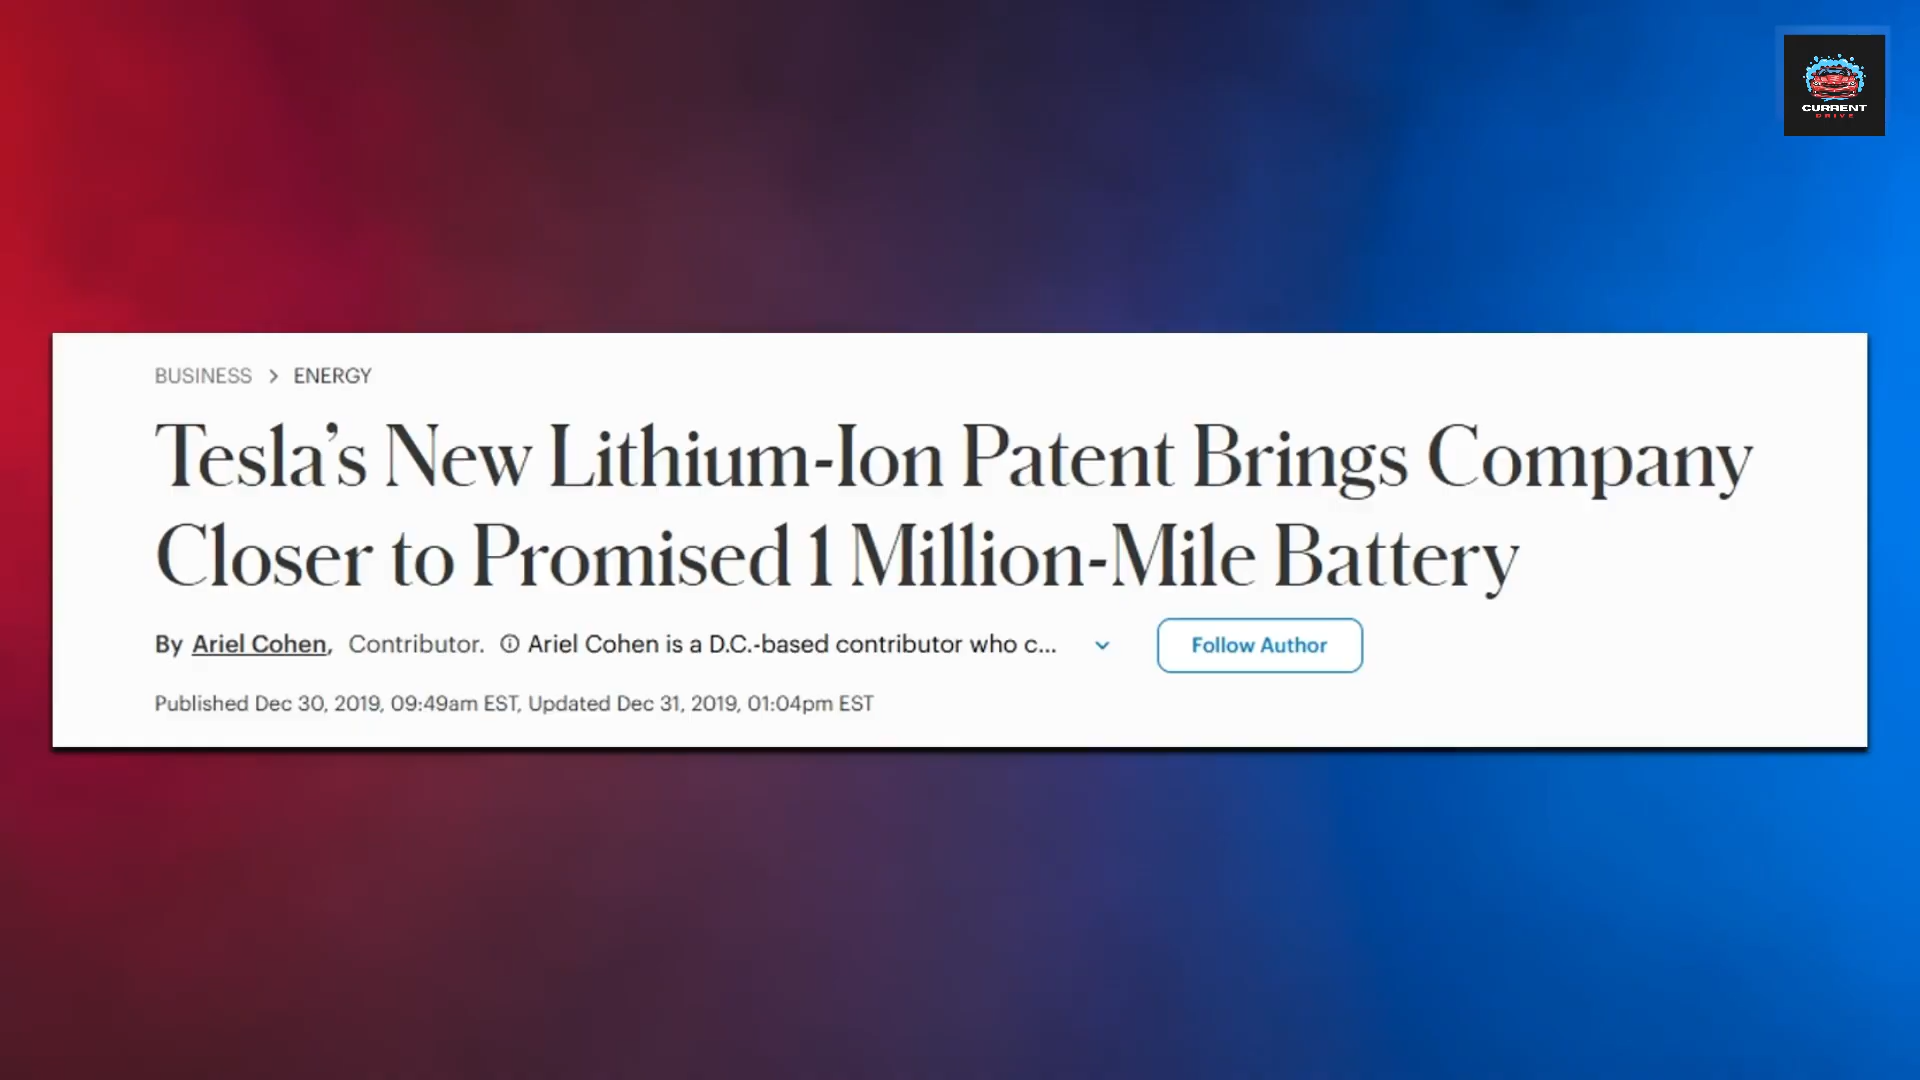 CURRENT
DRIVE
BUSINESS > ENERGY
Tesla’s New Lithium-Ion Patent Brings Company
Closer to Promised 1 Million-Mile Battery
By Ariel Cohen, Contributor. ⓘ Ariel Cohen is a D.C.-based contributor who c... Follow Author
Published Dec 30, 2019, 09:49am EST, Updated Dec 31, 2019, 01:04pm EST